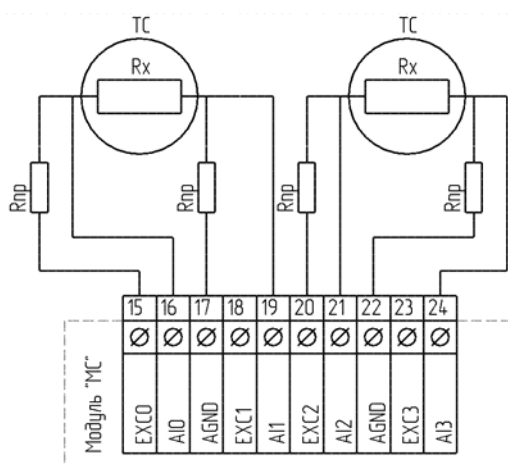 TC
TC
Rx
Rx
Rпр
Rпр
Rпр
Rпр
15 16 17 18 19 20 21 22 23 24
Модуль "МС"
EXC0
AI0
AGND
EXC1
AI1
EXC2
AI2
AGND
EXC3
AI3